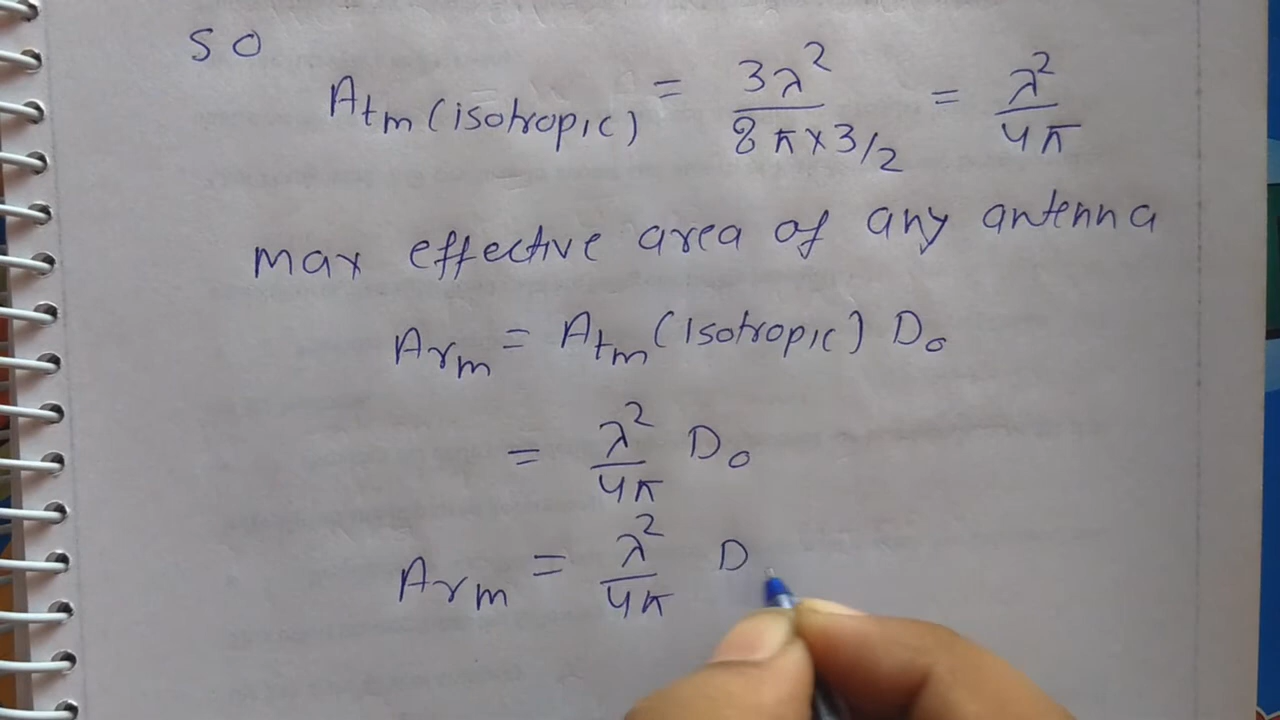 SO
Atm(isotropic) = 3λ²/8π×3/2 = λ²/4π
max effective area of any antenna
Arm = Atm(isotropic) D₀
= λ²/4π D₀
Arm = λ²/4π D